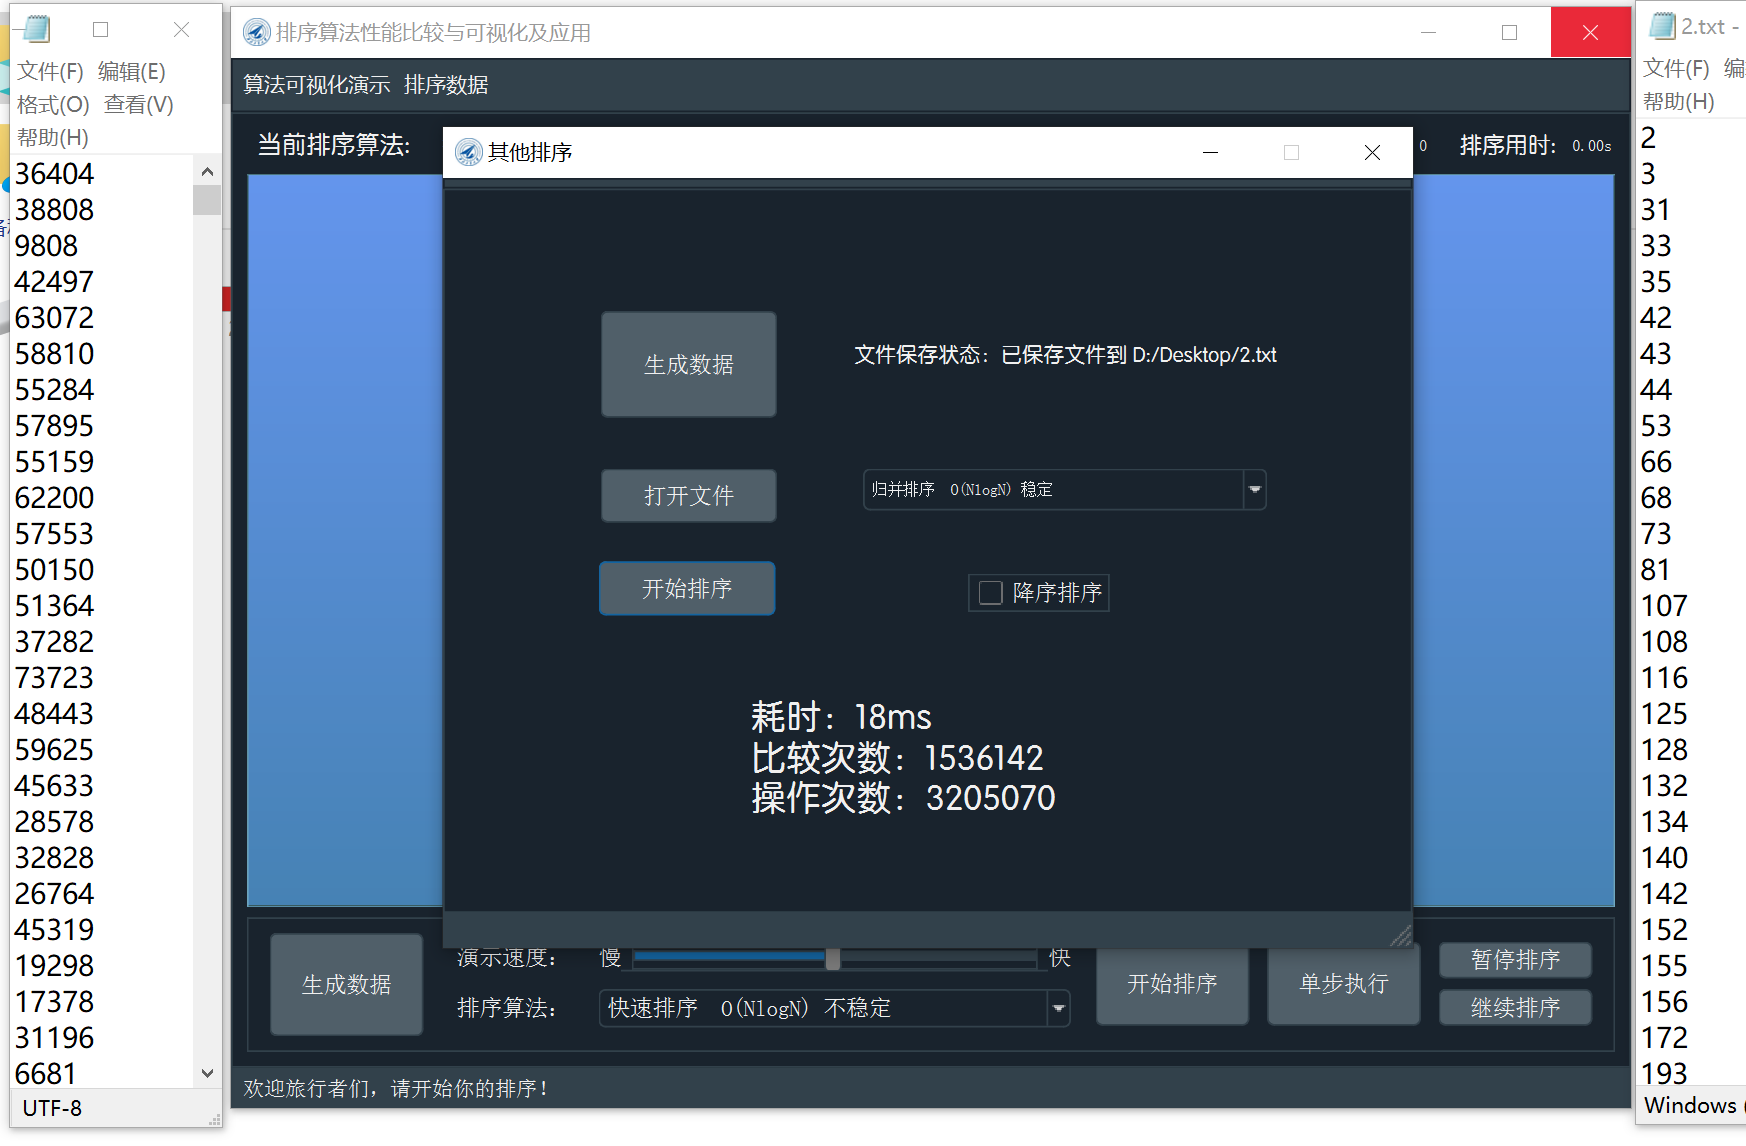 文件(F) 编辑(E)
格式(O) 查看(V)
帮助(H)
36404
38808
9808
42497
63072
58810
55284
57895
55159
62200
57553
50150
51364
37282
73723
48443
59625
45633
28578
32828
26764
45319
19298
17378
31196
6681
UTF-8
排序算法性能比较与可视化及应用
算法可视化演示 排序数据
当前排序算法:
0 排序用时: 0.00s
其他排序
生成数据
文件保存状态：已保存文件到 D:/Desktop/2.txt
打开文件
归并排序 O(NlogN) 稳定
开始排序
降序排序
耗时：18ms
比较次数：1536142
操作次数：3205070
生成数据
演示速度：
慢
快
排序算法：
快速排序 O(NlogN) 不稳定
开始排序
单步执行
暂停排序
继续排序
欢迎旅行者们，请开始你的排序！
2.txt -
文件(F) 编
帮助(H)
2
3
31
33
35
42
43
44
53
66
68
73
81
107
108
116
125
128
132
134
140
142
152
155
156
172
193
Windows (